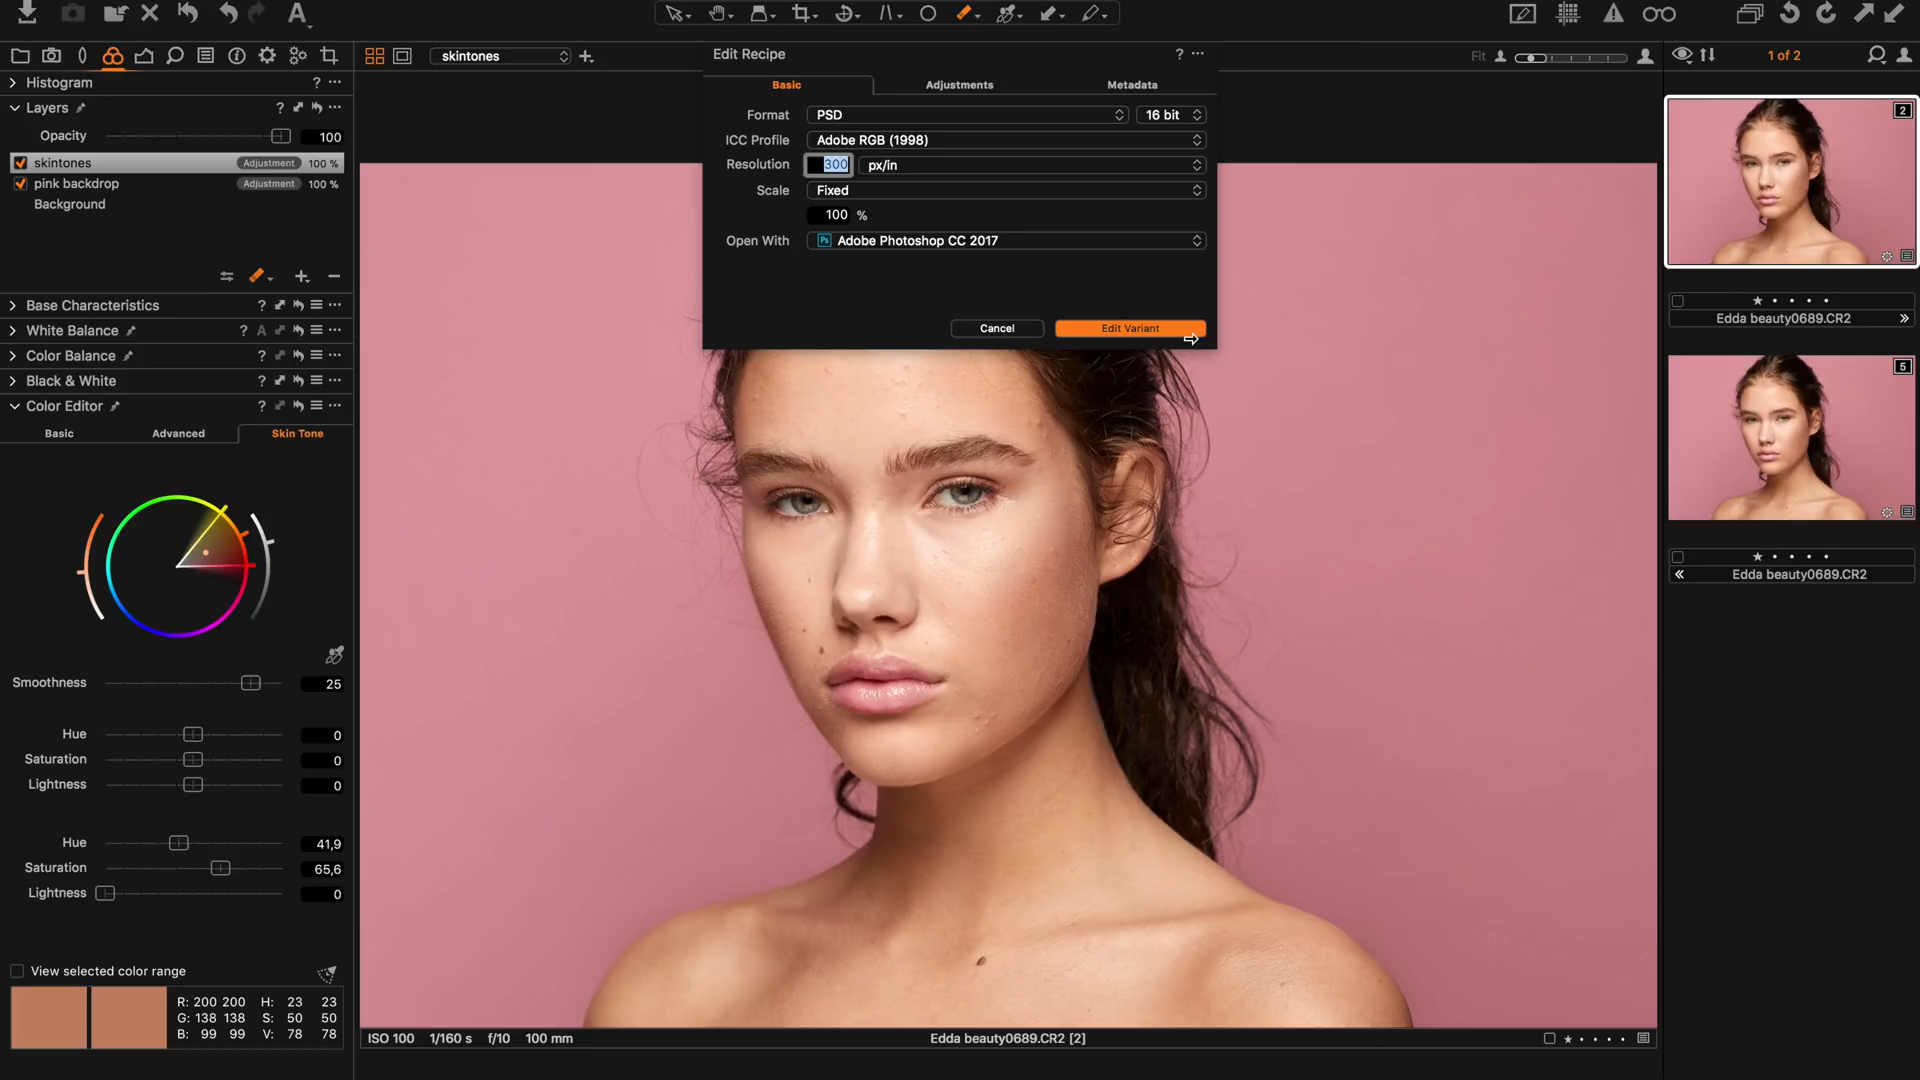 skintones
Fit
1 of 2
Histogram
Layers
Opacity
100
skintones Adjustment 100 %
pink backdrop Adjustment 100 %
Background
Base Characteristics
White Balance
Color Balance
Black & White
Color Editor
Basic Advanced Skin Tone
Smoothness 25
Hue 0
Saturation 0
Lightness 0
Hue 41,9
Saturation 65,6
Lightness 0
View selected color range
R: 200 200 H: 23 23
G: 138 138 S: 50 50
B: 99 99 V: 78 78
Edit Recipe
Basic Adjustments Metadata
Format PSD 16 bit
ICC Profile Adobe RGB (1998)
Resolution 300 px/in
Scale Fixed
100 %
Open With Ps Adobe Photoshop CC 2017
Cancel Edit Variant
ISO 100 1/160 s f/10 100 mm
Edda beauty0689.CR2 [2]
2
Edda beauty0689.CR2
5
Edda beauty0689.CR2